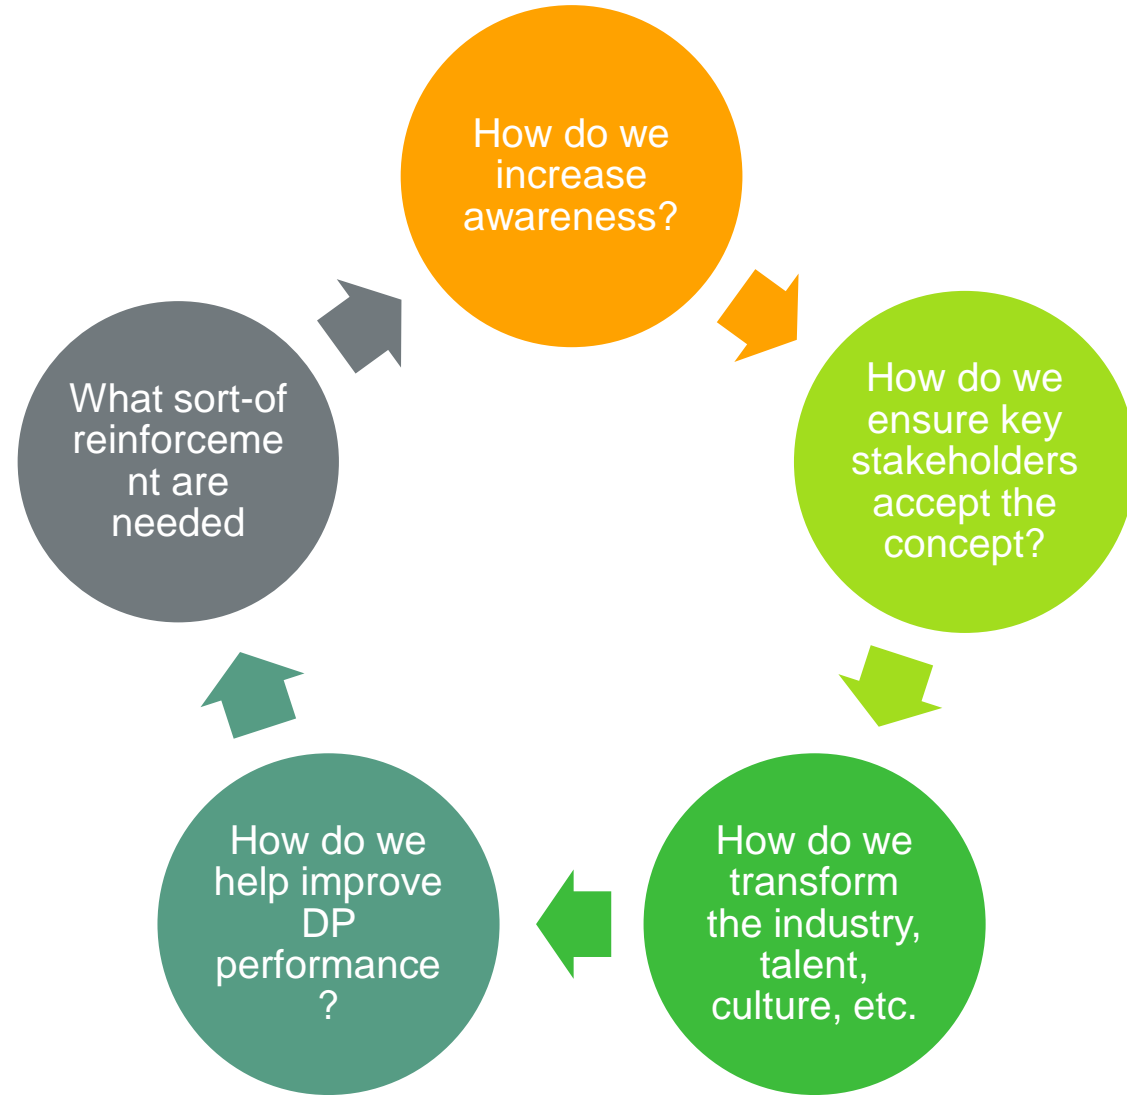 How do we
increase
awareness?
How do we
ensure key
stakeholders
accept the
concept?
How do we
transform
the industry,
talent,
culture, etc.
How do we
help improve
DP
performance
?
What sort-of
reinforceme
nt are
needed